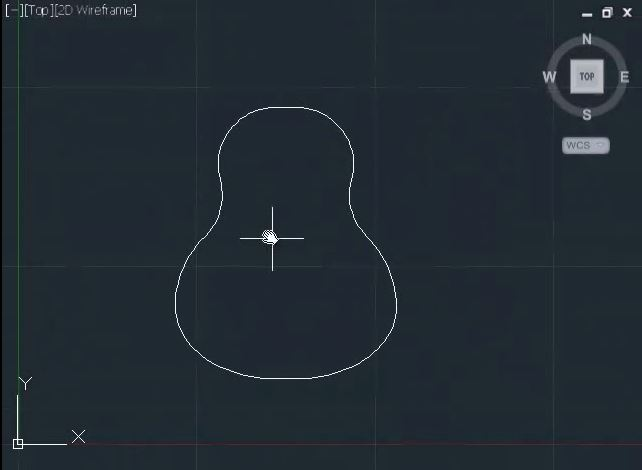 [−][Top][2D Wireframe]
N
W TOP E
S
WCS
Y
X